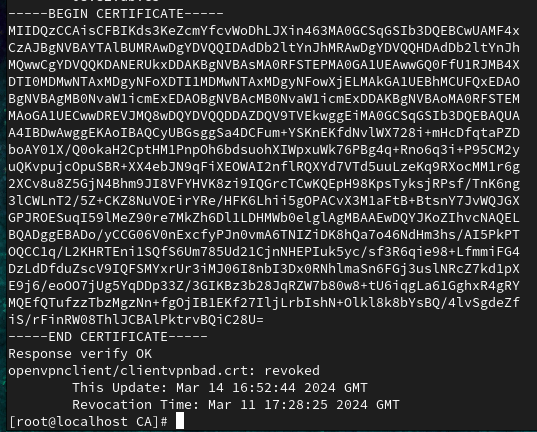 -----BEGIN CERTIFICATE-----
MIIDQzCCAisCFBIKds3KeZcmYfcvWoDhLJXin463MA0GCSqGSIb3DQEBCwUAMF4x
CzAJBgNVBAYTAlBUMRAwDgYDVQQIDAdDb2ltYnJhMRAwDgYDVQQHDAdDb2ltYnJh
MQwwCgYDVQQKDANERUkxDDAKBgNVBAsMA0RFSTEPMA0GA1UEAwwGQ0FfU1RJMB4X
DTI0MDMwNTAxMDgyNFoXDTI1MDMwNTAxMDgyNFowXjELMAkGA1UEBhMCUFQxEDAO
BgNVBAgMB0NvaW1icmExEDAOBgNVBAcMB0NvaW1icmExDDAKBgNVBAoMA0RFSTEM
MAoGA1UECwwDREVJMQ8wDQYDVQQDDAZDQV9TVEkwggEiMA0GCSqGSIb3DQEBAQUA
A4IBDwAwggEKAoIBAQCyUBGsggSa4DCFum+YSKnEKfdNvlWX728i+mHcDfqtaPZD
boAY01X/Q0okaH2CptHM1PnpOh6bdsuohXIWpxuWk76PBg4q+Rno6q3i+P95CM2y
uQKvpujcOpuSBR+XX4ebJN9qFiXEOWAI2nflRQXYd7VTd5uuLzeKq9RXocMM1r6g
2XCv8u8Z5GjN4Bhm9JI8VFYHVK8zi9IQGrcTCwKQEpH98KpsTyksjRPsf/TnK6ng
3lCWLnT2/5Z+CKZ8NuVOEirYRe/HFK6Lhii5gOPACvX3M1aFtB+BtsnY7JvWQJGX
GPJROESuqI59lMeZ90re7MkZh6Dl1LDHMWb0elglAgMBAAEwDQYJKoZIhvcNAQEL
BQADggEBADo/yCCG06V0nExcfyPJn0vmA6TNIZiDK8hQa7o46NdHm3hs/AI5PkPT
OQCC1q/L2KHRTEni1SQfS6Um785Ud21CjnNHEPIuk5yc/sf3R6qie98+LfmmiFG4
DzLdDfduZscV9IQFSMYxrUr3iMJ06I8nbI3Dx0RNhlmaSn6FGj3uslNRcZ7kd1pX
E9j6/eoOO7jUg5YqDDp33Z/3GIKBz3b28JqRZW7b80w8+tU6iqgLa61GghxR4gRY
MQEfQTufzzTbzMgzNn+fgOjIB1EKf27IljLrbIshN+Olkl8k8bYsBQ/4lvSgdeZf
iS/rFinRW08ThlJCBAlPktrvBQiC28U=
-----END CERTIFICATE-----
Response verify OK
openvpnclient/clientvpnbad.crt: revoked
This Update: Mar 14 16:52:44 2024 GMT
Revocation Time: Mar 11 17:28:25 2024 GMT
[root@localhost CA]#